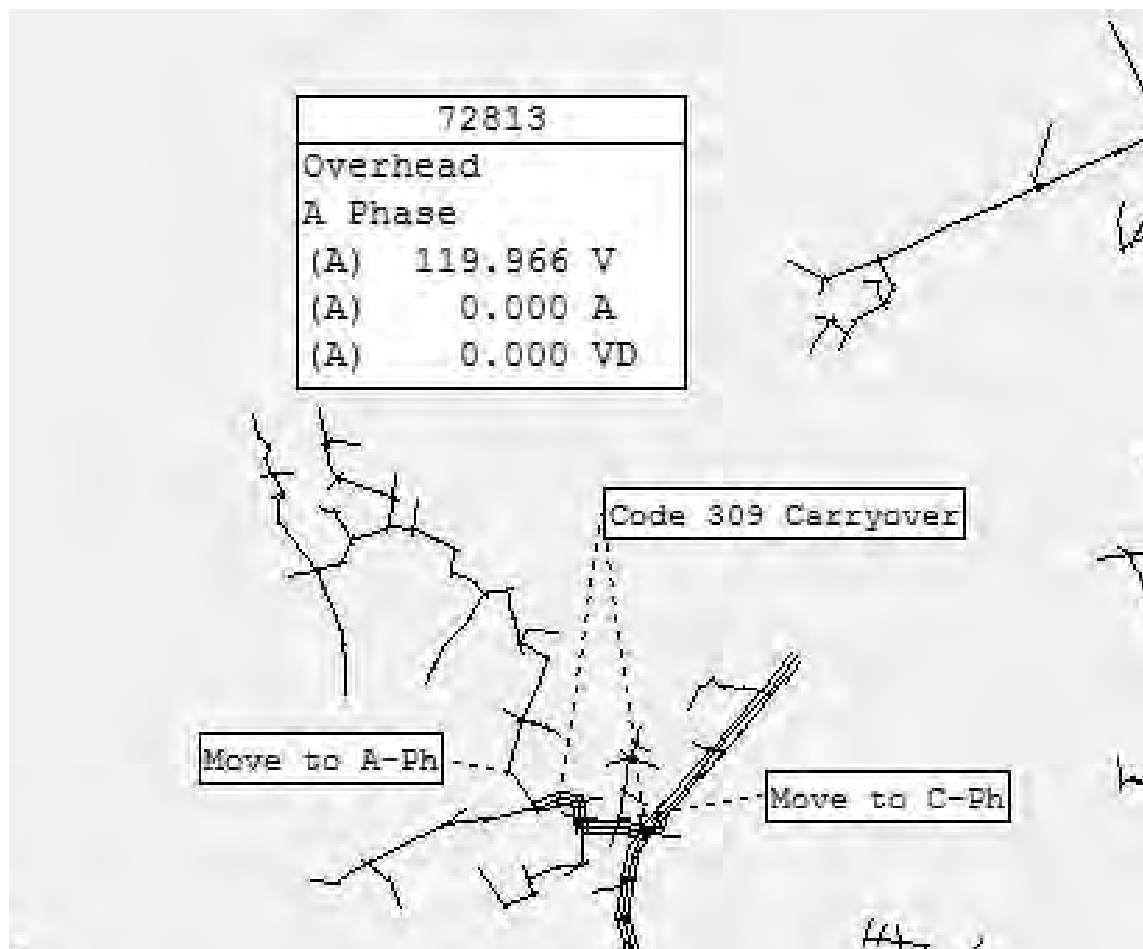 72813
Overhead
A Phase
(A) 119.966 V
(A) 0.000 A
(A) 0.000 VD
Code 309 Carryover
Move to A-Ph
Move to C-Ph